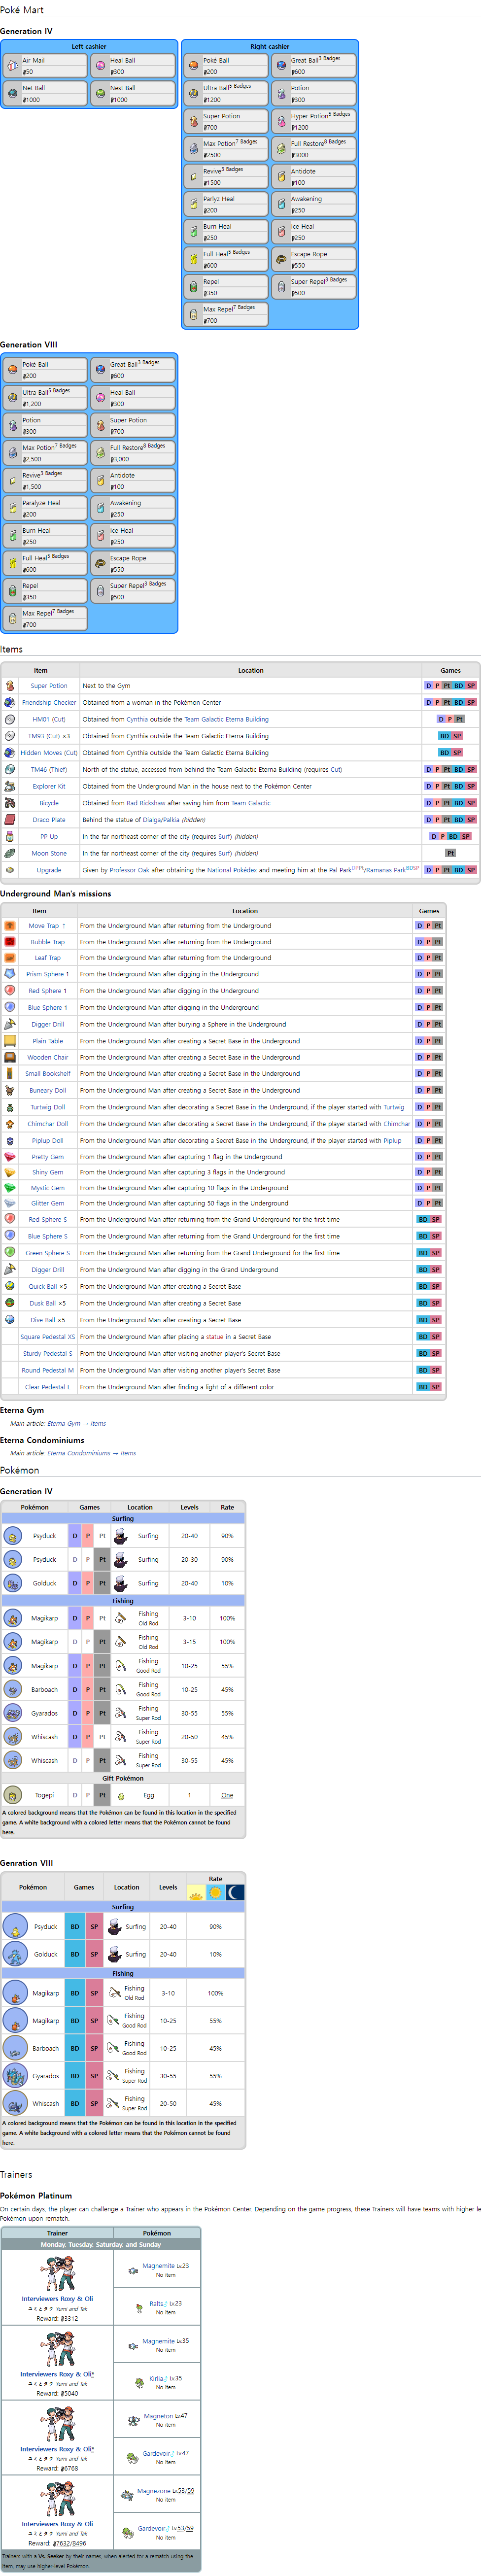 Poké Mart
Generation IV
Left cashier
Air Mail
₽50
Heal Ball
₽300
Net Ball
₽1000
Nest Ball
₽1000
Right cashier
Poké Ball
₽200
Great Ball3 Badges
₽600
Ultra Ball5 Badges
₽1200
Potion
₽300
Super Potion
₽700
Hyper Potion5 Badges
₽1200
Max Potion7 Badges
₽2500
Full Restore8 Badges
₽3000
Revive3 Badges
₽1500
Antidote
₽100
Parlyz Heal
₽200
Awakening
₽250
Burn Heal
₽250
Ice Heal
₽250
Full Heal5 Badges
₽600
Escape Rope
₽550
Repel
₽350
Super Repel3 Badges
₽500
Max Repel7 Badges
₽700
Generation VIII
Poké Ball
₽200
Great Ball3 Badges
₽600
Ultra Ball5 Badges
₽1,200
Heal Ball
₽300
Potion
₽300
Super Potion
₽700
Max Potion7 Badges
₽2,500
Full Restore8 Badges
₽3,000
Revive3 Badges
₽1,500
Antidote
₽100
Paralyze Heal
₽200
Awakening
₽250
Burn Heal
₽250
Ice Heal
₽250
Full Heal5 Badges
₽600
Escape Rope
₽550
Repel
₽350
Super Repel3 Badges
₽500
Max Repel7 Badges
₽700
Items
Item Location Games
Super Potion Next to the Gym D P Pt BD SP
Friendship Checker Obtained from a woman in the Pokémon Center D P Pt BD SP
HM01 (Cut) Obtained from Cynthia outside the Team Galactic Eterna Building D P Pt
TM93 (Cut) ×3 Obtained from Cynthia outside the Team Galactic Eterna Building BD SP
Hidden Moves (Cut) Obtained from Cynthia outside the Team Galactic Eterna Building BD SP
TM46 (Thief) North of the statue, accessed from behind the Team Galactic Eterna Building (requires Cut) D P Pt BD SP
Explorer Kit Obtained from the Underground Man in the house next to the Pokémon Center D P Pt BD SP
Bicycle Obtained from Rad Rickshaw after saving him from Team Galactic D P Pt BD SP
Draco Plate Behind the statue of Dialga/Palkia (hidden) D P Pt BD SP
PP Up In the far northeast corner of the city (requires Surf) (hidden) D P BD SP
Moon Stone In the far northeast corner of the city (requires Surf) (hidden) Pt
Upgrade Given by Professor Oak after obtaining the National Pokédex and meeting him at the Pal ParkDPPt/Ramanas ParkBDSP D P Pt BD SP
Underground Man's missions
Item Location Games
Move Trap ↑ From the Underground Man after returning from the Underground D P Pt
Bubble Trap From the Underground Man after returning from the Underground D P Pt
Leaf Trap From the Underground Man after returning from the Underground D P Pt
Prism Sphere 1 From the Underground Man after digging in the Underground D P Pt
Red Sphere 1 From the Underground Man after digging in the Underground D P Pt
Blue Sphere 1 From the Underground Man after digging in the Underground D P Pt
Digger Drill From the Underground Man after burying a Sphere in the Underground D P Pt
Plain Table From the Underground Man after creating a Secret Base in the Underground D P Pt
Wooden Chair From the Underground Man after creating a Secret Base in the Underground D P Pt
Small Bookshelf From the Underground Man after creating a Secret Base in the Underground D P Pt
Buneary Doll From the Underground Man after creating a Secret Base in the Underground D P Pt
Turtwig Doll From the Underground Man after decorating a Secret Base in the Underground, if the player started with Turtwig D P Pt
Chimchar Doll From the Underground Man after decorating a Secret Base in the Underground, if the player started with Chimchar D P Pt
Piplup Doll From the Underground Man after decorating a Secret Base in the Underground, if the player started with Piplup D P Pt
Pretty Gem From the Underground Man after capturing 1 flag in the Underground D P Pt
Shiny Gem From the Underground Man after capturing 3 flags in the Underground D P Pt
Mystic Gem From the Underground Man after capturing 10 flags in the Underground D P Pt
Glitter Gem From the Underground Man after capturing 50 flags in the Underground D P Pt
Red Sphere S From the Underground Man after returning from the Grand Underground for the first time BD SP
Blue Sphere S From the Underground Man after returning from the Grand Underground for the first time BD SP
Green Sphere S From the Underground Man after returning from the Grand Underground for the first time BD SP
Digger Drill From the Underground Man after digging in the Grand Underground BD SP
Quick Ball ×5 From the Underground Man after creating a Secret Base BD SP
Dusk Ball ×5 From the Underground Man after creating a Secret Base BD SP
Dive Ball ×5 From the Underground Man after creating a Secret Base BD SP
Square Pedestal XS From the Underground Man after placing a statue in a Secret Base BD SP
Sturdy Pedestal S From the Underground Man after visiting another player's Secret Base BD SP
Round Pedestal M From the Underground Man after visiting another player's Secret Base BD SP
Clear Pedestal L From the Underground Man after finding a light of a different color BD SP
Eterna Gym
Main article: Eterna Gym → Items
Eterna Condominiums
Main article: Eterna Condominiums → Items
Pokémon
Generation IV
Pokémon Games Location Levels Rate
Surfing
Psyduck D P Pt Surfing 20-40 90%
Psyduck D P Pt Surfing 20-30 90%
Golduck D P Pt Surfing 20-40 10%
Fishing
Magikarp D P Pt Fishing Old Rod 3-10 100%
Magikarp D P Pt Fishing Old Rod 3-15 100%
Magikarp D P Pt Fishing Good Rod 10-25 55%
Barboach D P Pt Fishing Good Rod 10-25 45%
Gyarados D P Pt Fishing Super Rod 30-55 55%
Whiscash D P Pt Fishing Super Rod 20-50 45%
Whiscash D P Pt Fishing Super Rod 30-55 45%
Gift Pokémon
Togepi D P Pt Egg 1 One
A colored background means that the Pokémon can be found in this location in the specified
game. A white background with a colored letter means that the Pokémon cannot be found
here.
Genration VIII
Pokémon Games Location Levels Rate
Surfing
Psyduck BD SP Surfing 20-40 90%
Golduck BD SP Surfing 20-40 10%
Fishing
Magikarp BD SP Fishing Old Rod 3-10 100%
Magikarp BD SP Fishing Good Rod 10-25 55%
Barboach BD SP Fishing Good Rod 10-25 45%
Gyarados BD SP Fishing Super Rod 30-55 55%
Whiscash BD SP Fishing Super Rod 20-50 45%
A colored background means that the Pokémon can be found in this location in the specified
game. A white background with a colored letter means that the Pokémon cannot be found
here.
Trainers
Pokémon Platinum
On certain days, the player can challenge a Trainer who appears in the Pokémon Center. Depending on the game progress, these Trainers will have teams with higher le
Pokémon upon rematch.
Trainer Pokémon
Monday, Tuesday, Saturday, and Sunday
Interviewers Roxy & Oli
ユミとタク Yumi and Tak
Reward: ₽3312
Magnemite Lv.23
No item
Ralts♂ Lv.23
No item
Interviewers Roxy & Oli*
ユミとタク Yumi and Tak
Reward: ₽5040
Magnemite Lv.35
No item
Kirlia♂ Lv.35
No item
Interviewers Roxy & Oli*
ユミとタク Yumi and Tak
Reward: ₽6768
Magneton Lv.47
No item
Gardevoir♂ Lv.47
No item
Interviewers Roxy & Oli
ユミとタク Yumi and Tak
Reward: ₽7632/8496
Magnezone Lv.53/59
No item
Gardevoir♂ Lv.53/59
No item
Trainers with a Vs. Seeker by their names, when alerted for a rematch using the
item, may use higher-level Pokémon.